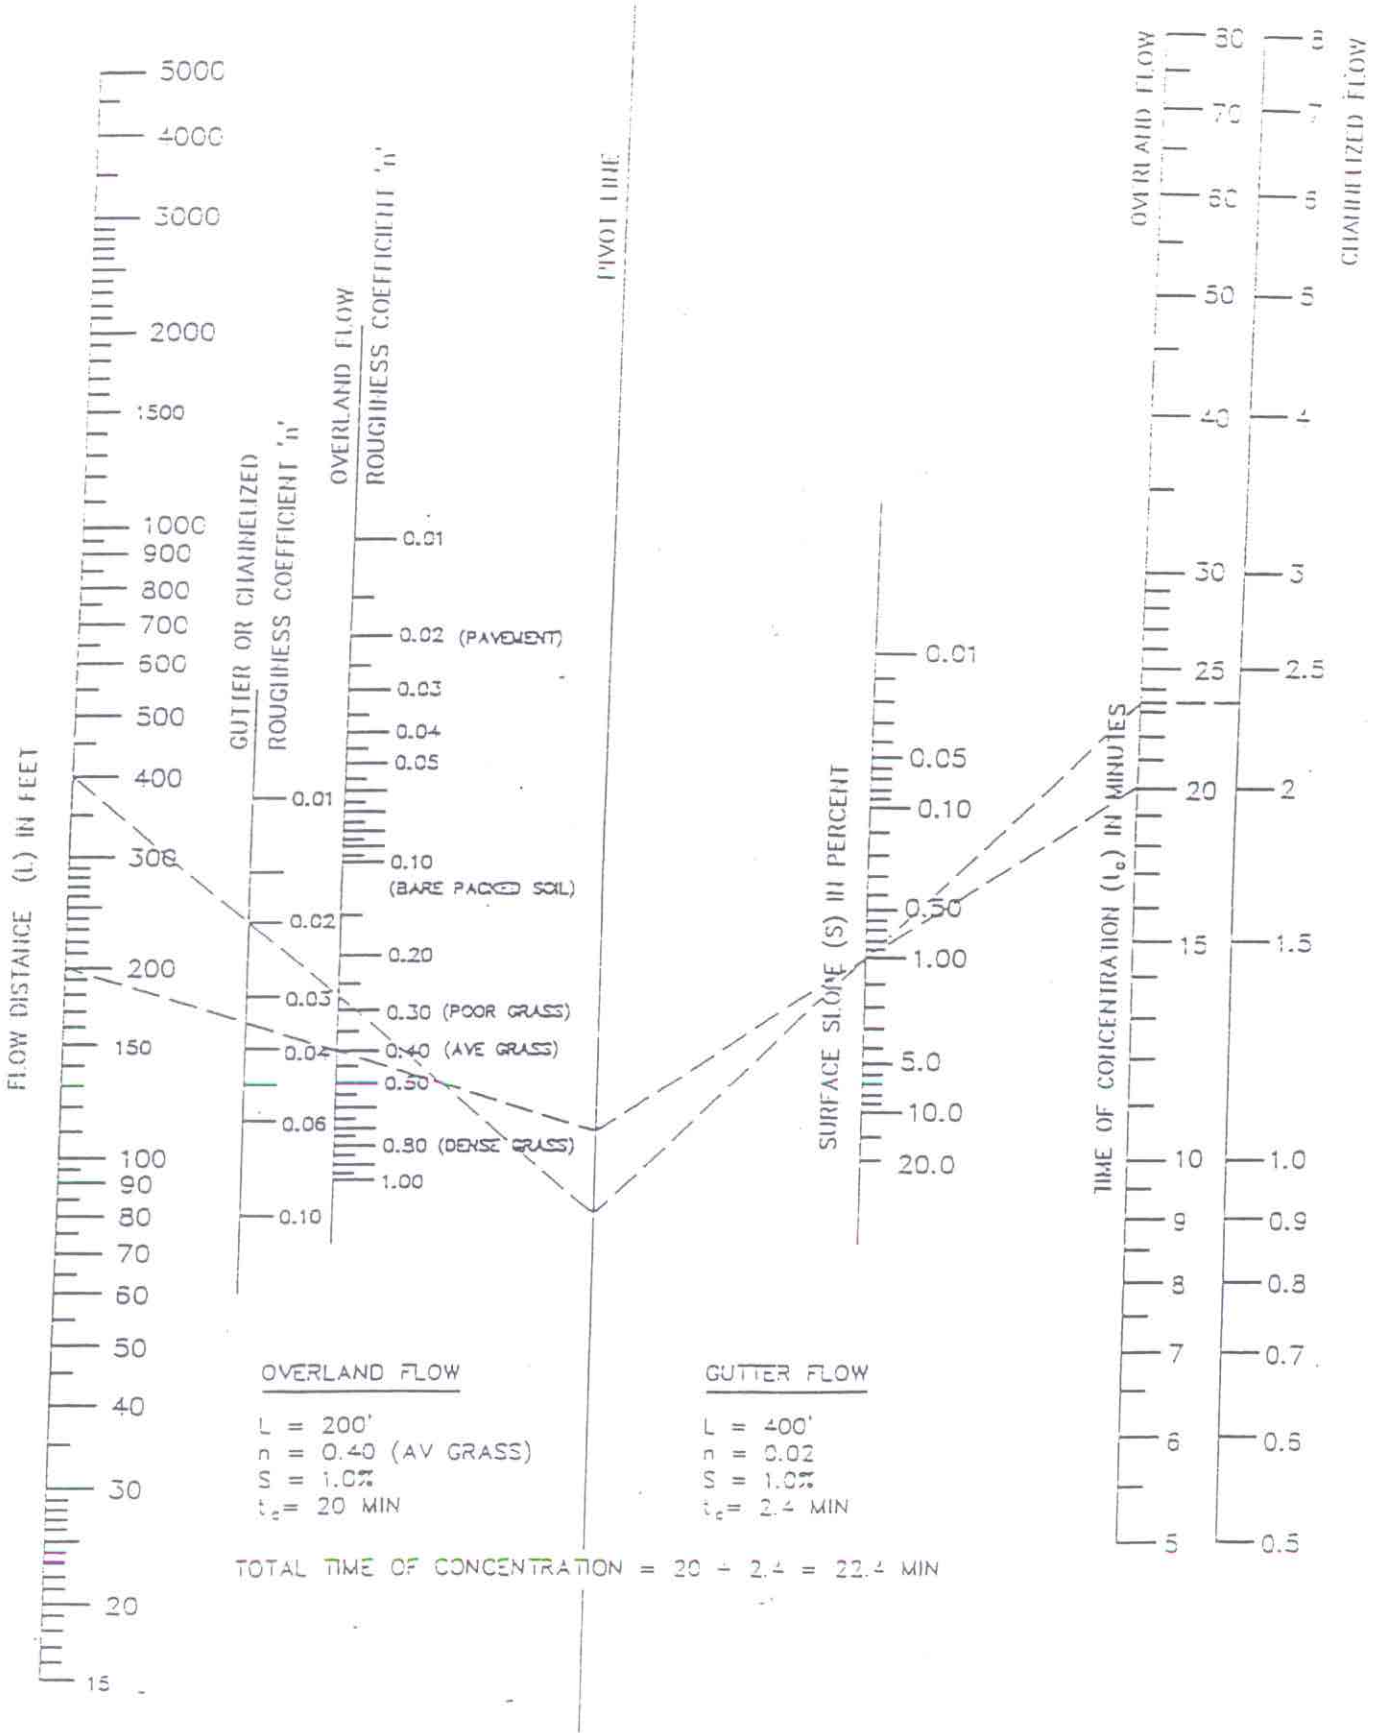 FLOW DISTANCE (L) IN FEET
5000
4000
3000
2000
1500
1000
900
800
700
600
500
400
300
200
150
100
90
80
70
60
50
40
30
20
15
GUTTER OR CHANNELIZED
ROUGHNESS COEFFICIENT 'n'
0.01
0.02
0.03
0.04
0.06
0.10
OVERLAND FLOW
ROUGHNESS COEFFICIENT 'n'
0.01
0.02 (PAVEMENT)
0.03
0.04
0.05
0.10
(BARE PACKED SOIL)
0.20
0.30 (POOR GRASS)
0.40 (AVE GRASS)
0.50
0.80 (DENSE GRASS)
1.00
PIVOT LINE
SURFACE SLOPE (S) IN PERCENT
0.01
0.05
0.10
0.50
1.00
5.0
10.0
20.0
TIME OF CONCENTRATION (tc) IN MINUTES
OVERLAND FLOW
80
70
60
50
40
30
25
20
15
10
9
8
7
6
5
CHANNELIZED FLOW
8
7
6
5
4
3
2.5
2
1.5
1.0
0.9
0.8
0.7
0.6
0.5
OVERLAND FLOW
L = 200'
n = 0.40 (AV GRASS)
S = 1.0%
tc= 20 MIN
GUTTER FLOW
L = 400'
n = 0.02
S = 1.0%
tc= 2.4 MIN
TOTAL TIME OF CONCENTRATION = 20 + 2.4 = 22.4 MIN